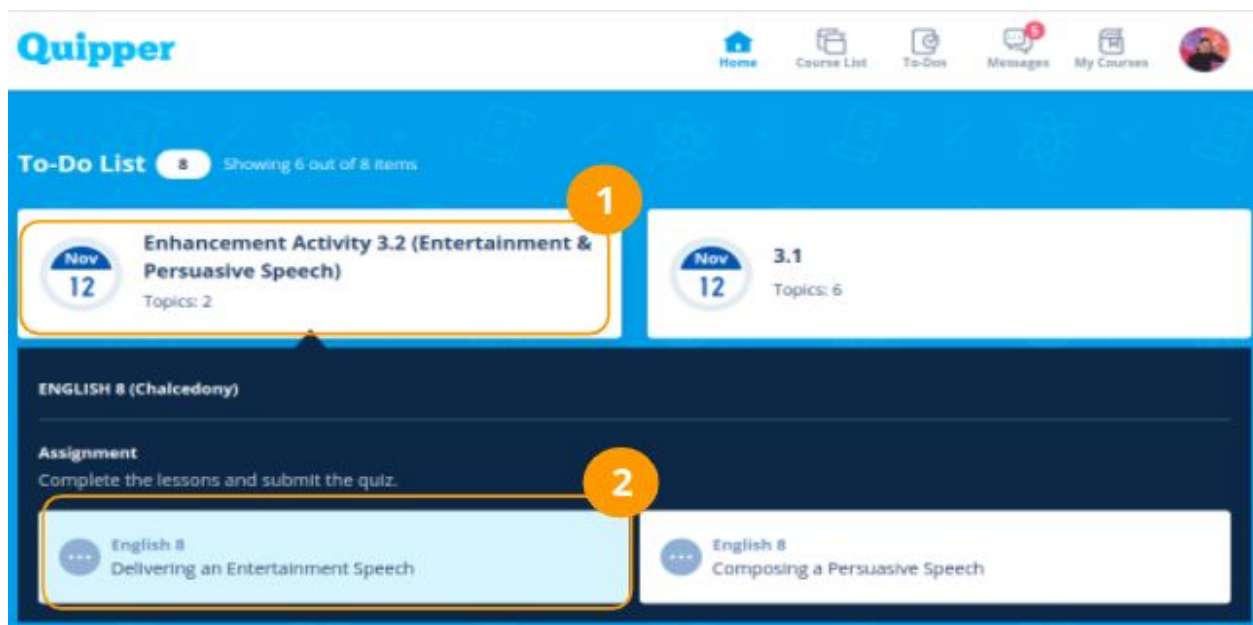 Quipper
Home
Course List
To-Dos
5
Messages
My Courses
To-Do List 8 Showing 6 out of 8 items
1
Nov
12
Enhancement Activity 3.2 (Entertainment &
Persuasive Speech)
Topics: 2
Nov
12
3.1
Topics: 6
ENGLISH 8 (Chalcedony)
Assignment
Complete the lessons and submit the quiz.
2
English 8
Delivering an Entertainment Speech
English 8
Composing a Persuasive Speech